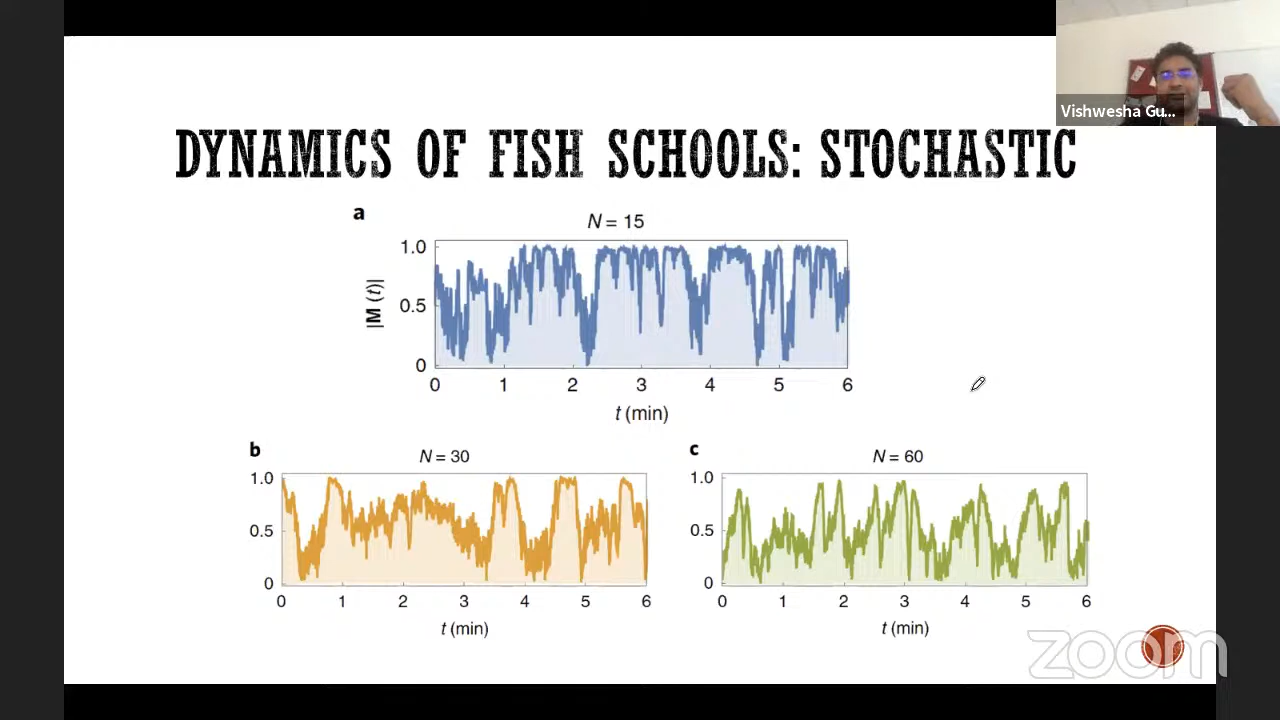 Vishwesha Gu...
DYNAMICS OF FISH SCHOOLS: STOCHASTIC
a
N = 15
1.0
0.5
0
|M (t)|
0 1 2 3 4 5 6
t (min)
b
N = 30
1.0
0.5
0
0 1 2 3 4 5 6
t (min)
c
N = 60
1.0
0.5
0
0 1 2 3 4 5 6
t (min)
zoom